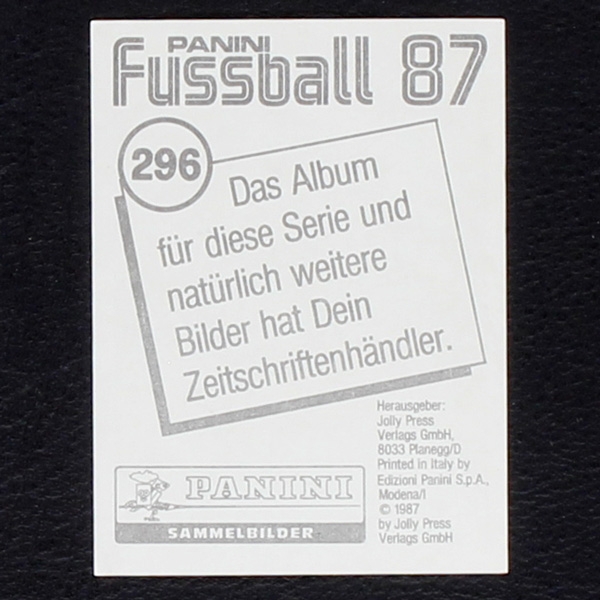 PANINI
Fussball 87
296
Das Album
für diese Serie und
natürlich weitere
Bilder hat Dein
Zeitschriftenhändler.
Herausgeber:
Jolly Press
Verlags GmbH,
8033 Planegg/D
Printed in Italy by
Edizioni Panini S.p.A.,
Modena/I
© 1987
by Jolly Press
Verlags GmbH
PANINI
SAMMELBILDER